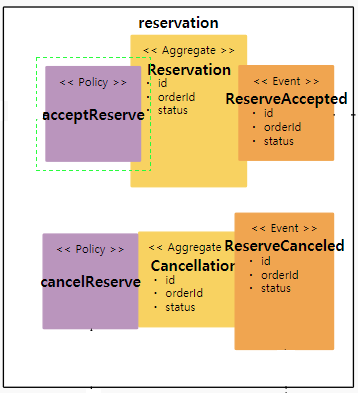 reservation
<< Policy >>
acceptReserve
<< Aggregate >>
Reservation
• id
• orderId
• status
<< Event >>
ReserveAccepted
• id
• orderId
• status
<< Policy >>
cancelReserve
<< Aggregate
Cancellation
• id
• orderId
• status
<< Event >>
ReserveCanceled
• id
• orderId
• status